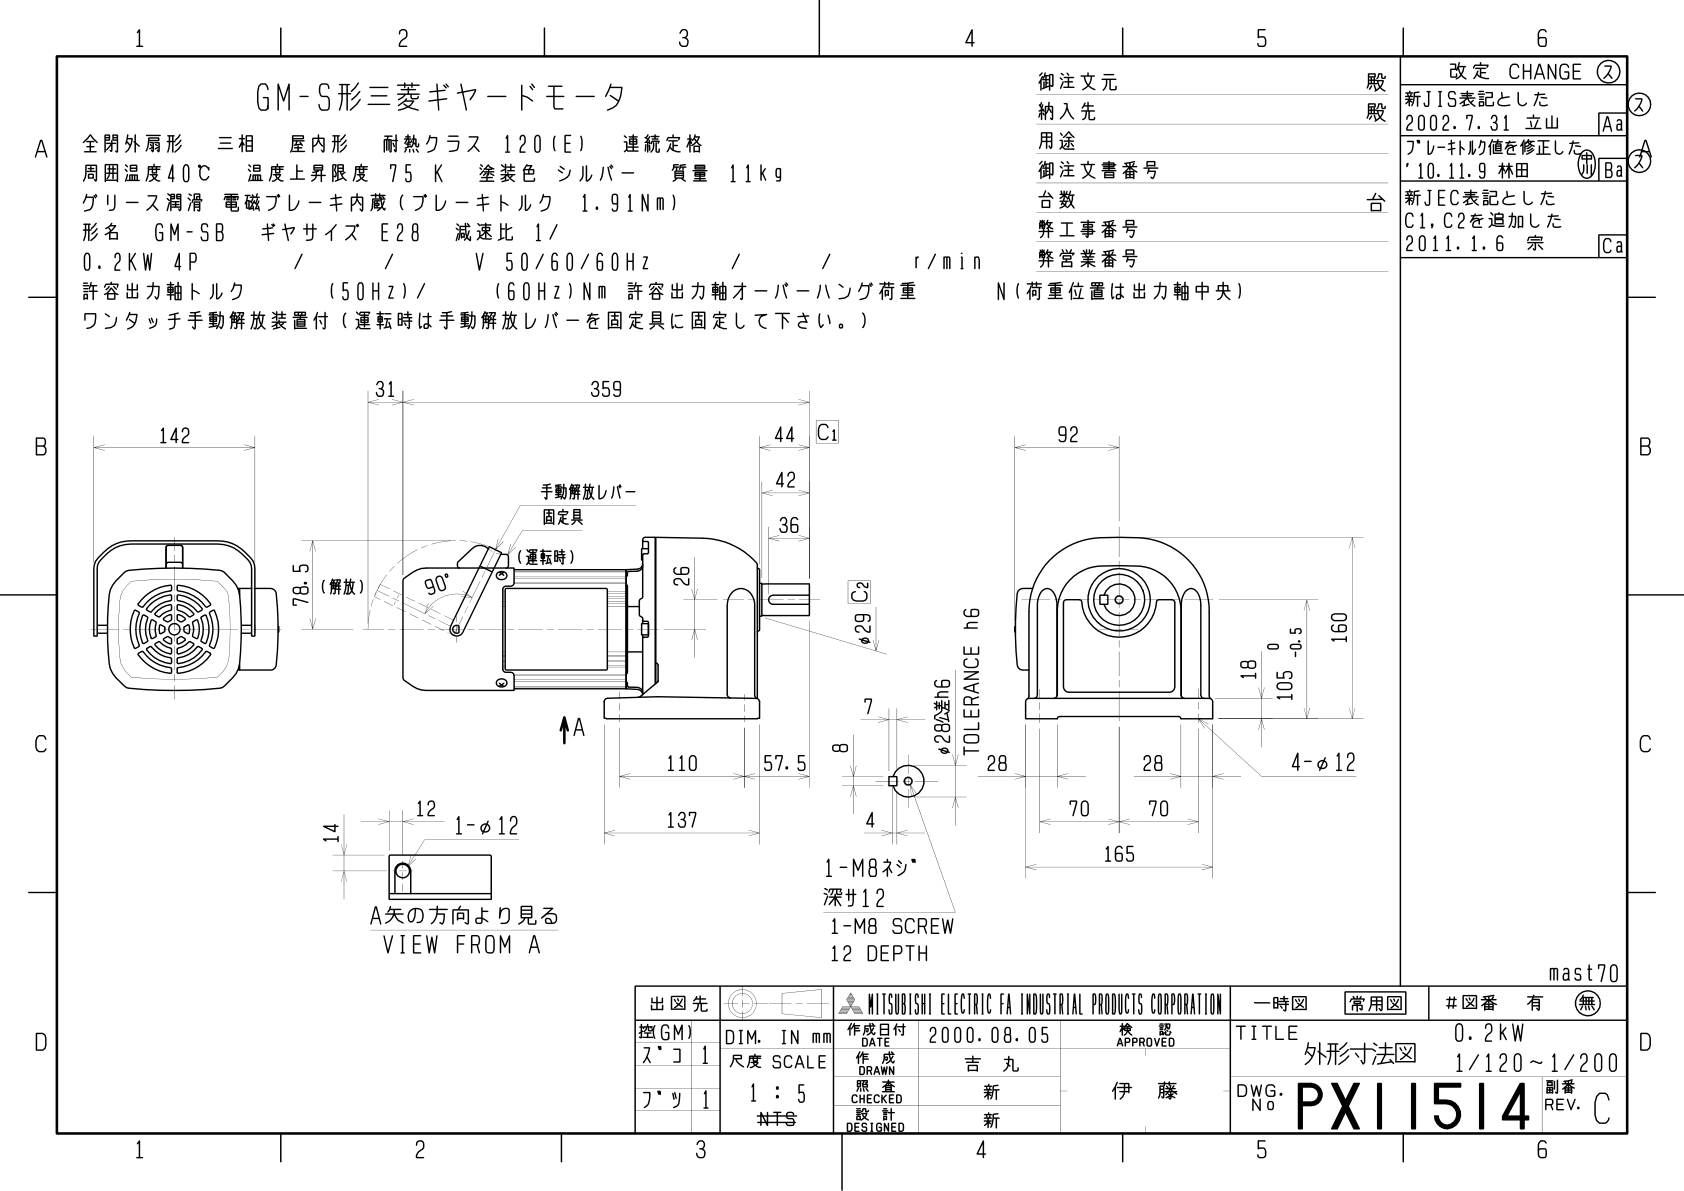 1 2 3 4 5 6
A
B
C
D
GM-S形三菱ギヤードモータ
全閉外扇形 三相 屋内形 耐熱クラス 120(E) 連続定格
周囲温度40℃ 温度上昇限度 75 K 塗装色 シルバー 質量 11kg
グリース潤滑 電磁ブレーキ内蔵(ブレーキトルク 1.91Nm)
形名 GM-SB ギヤサイズ E28 減速比 1/
0.2KW 4P / / V 50/60/60Hz / / r/min
許容出力軸トルク (50Hz)/ (60Hz)Nm 許容出力軸オーバーハング荷重 N(荷重位置は出力軸中央)
ワンタッチ手動解放装置付(運転時は手動解放レバーを固定具に固定して下さい。)
御注文元 殿
納入先 殿
用途
御注文書番号
台数 台
弊工事番号
弊営業番号
改定 CHANGE ス
新JISS表記とした
2002.7.31 立山 Aa
ス
ブレーキトルク値を修正した
'10.11.9 林田 Ba
ス
A
新JEC表記とした
C1,C2を追加した
2011.1.6 宗 Ca
B
C
D
142
31
359
44 C1
42
36
手動解放レバー
固定具
(運転時)
78.5
(解放)
90°
26
C2
φ29
A
110
57.5
137
7
8
4
φ28公差h6
TOLERANCE h6
1-M8ネジ
深サ12
1-M8 SCREW
12 DEPTH
92
160
0
105 -0.5
18
28
28
4-φ12
70
70
165
12
14
1-φ12
A矢の方向より見る
VIEW FROM A
mast70
出図先
控(GM)
スコ 1
ブツ 1
DIM. IN mm
尺度 SCALE
1 : 5
NTS
MITSUBISHI ELECTRIC FA INDUSTRIAL PRODUCTS CORPORATION
作成日付 DATE 2000.08.05
作成 DRAWN 吉丸
照査 CHECKED 新
設計 DESIGNED 新
検認 APPROVED
伊藤
一時図 常用図 #図番 有 無
TITLE 外形寸法図
0.2kW
1/120~1/200
DWG. No PX11514
副番 REV. C
1 2 3 4 5 6